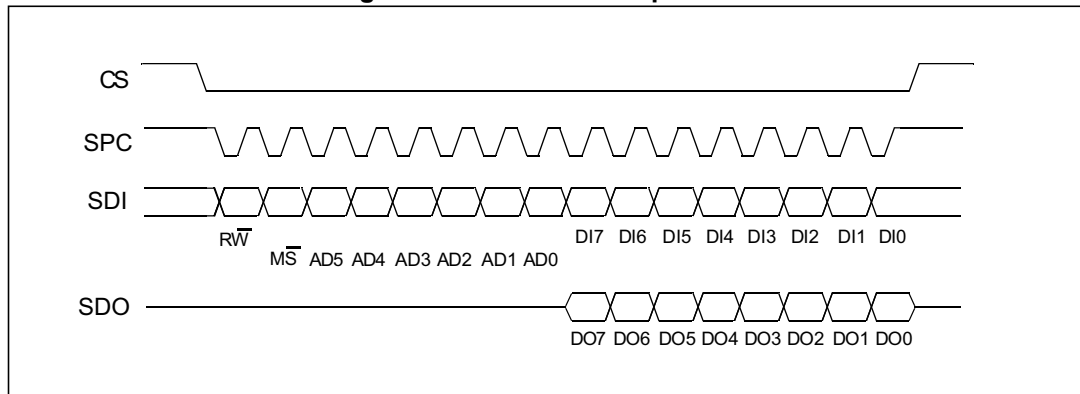 CS
SPC
SDI
RW̅
DI7 DI6 DI5 DI4 DI3 DI2 DI1 DI0
MS̅ AD5 AD4 AD3 AD2 AD1 AD0
SDO
DO7 DO6 DO5 DO4 DO3 DO2 DO1 DO0